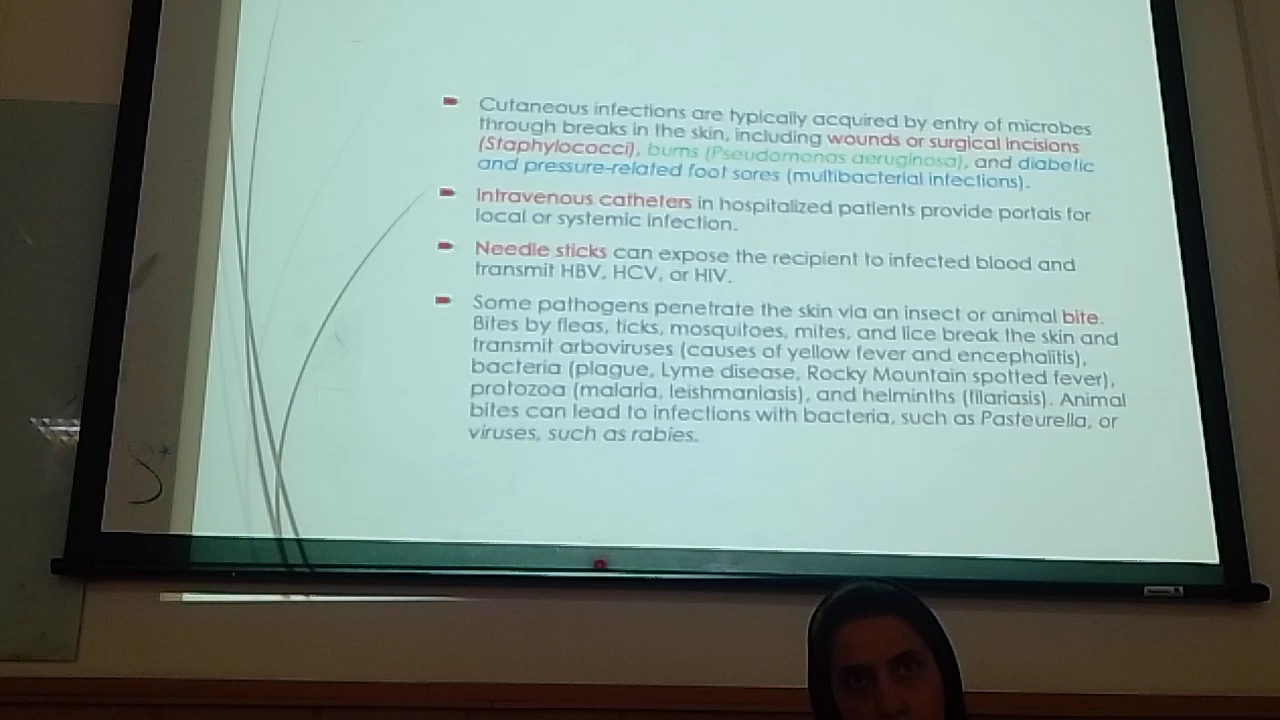 Cutaneous infections are typically acquired by entry of microbes
through breaks in the skin, including wounds or surgical incisions
(Staphylococci), burns (Pseudomonas aeruginosa), and diabetic
and pressure-related foot sores (multibacterial infections).
Intravenous catheters in hospitalized patients provide portals for
local or systemic infection.
Needle sticks can expose the recipient to infected blood and
transmit HBV, HCV, or HIV.
Some pathogens penetrate the skin via an insect or animal bite.
Bites by fleas, ticks, mosquitoes, mites, and lice break the skin and
transmit arboviruses (causes of yellow fever and encephalitis),
bacteria (plague, Lyme disease, Rocky Mountain spotted fever),
protozoa (malaria, leishmaniasis), and helminths (filariasis). Animal
bites can lead to infections with bacteria, such as Pasteurella, or
viruses, such as rabies.